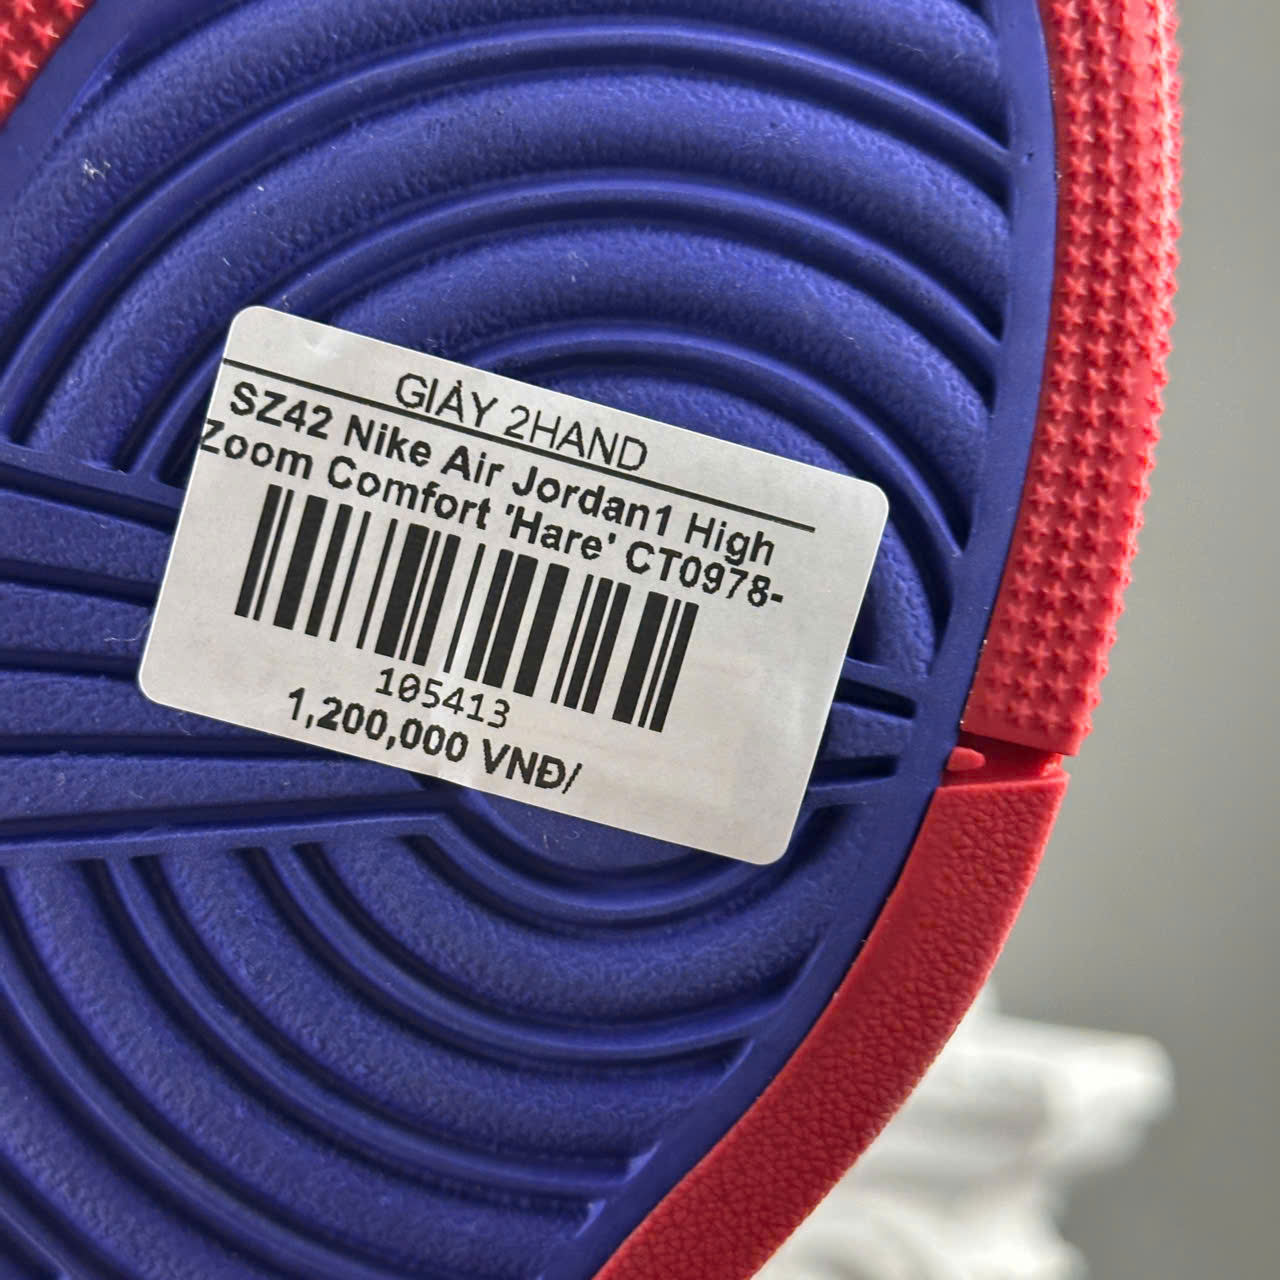 GIÀY 2HAND
SZ42 Nike Air Jordan1 High
Zoom Comfort 'Hare' CT0978-
105413
1,200,000 VNĐ/